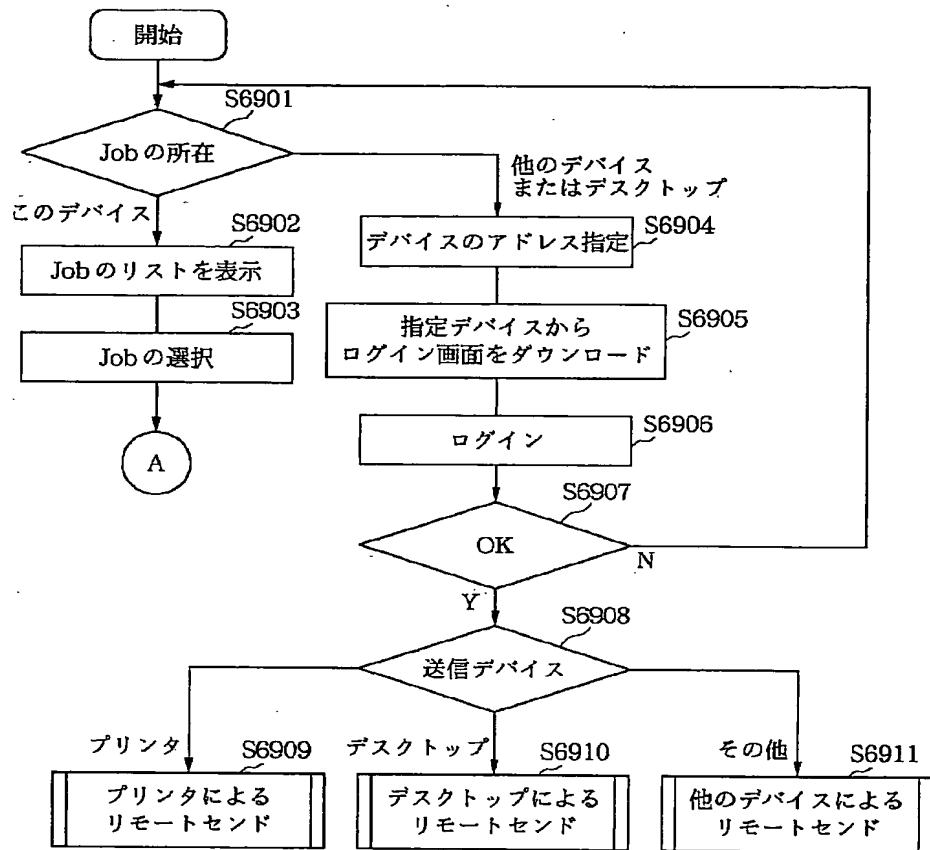 開始
S6901
Jobの所在
このデバイス
他のデバイス
またはデスクトップ
S6902
Jobのリストを表示
S6903
Jobの選択
A
S6904
デバイスのアドレス指定
S6905
指定デバイスから
ログイン画面をダウンロード
S6906
ログイン
S6907
OK
N
Y
S6908
送信デバイス
プリンタ
S6909
プリンタによる
リモートセンド
デスクトップ
S6910
デスクトップによる
リモートセンド
その他
S6911
他のデバイスによる
リモートセンド